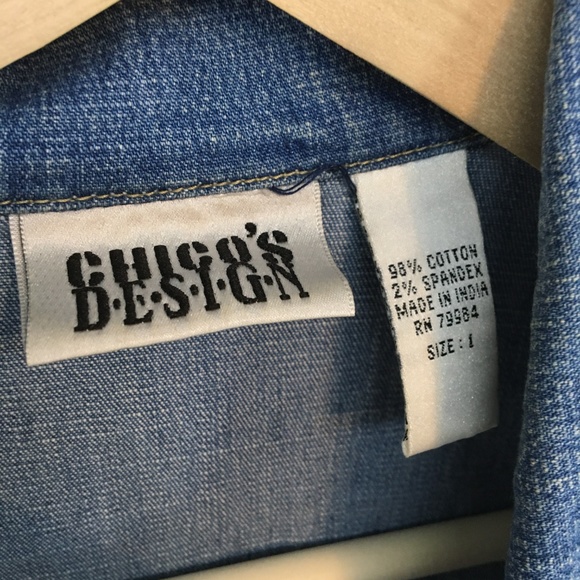 CHICO'S
D·E·S·I·G·N
98% COTTON
2% SPANDEX
MADE IN INDIA
RN 79984
SIZE: 1